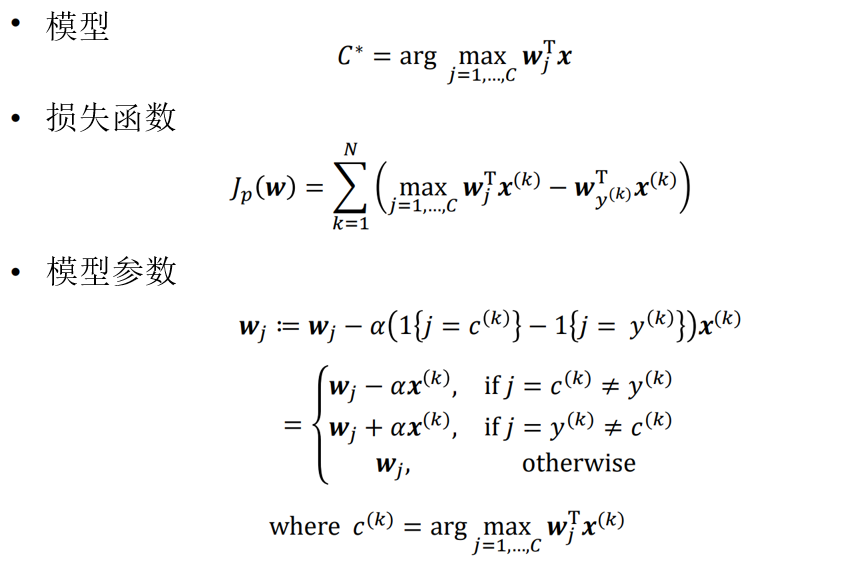 • 模型
C* = arg max_{j=1,…,C} w_j^T x
• 损失函数
J_p(w) = ∑_{k=1}^{N} ( max_{j=1,…,C} w_j^T x^{(k)} − w_{y^{(k)}}^T x^{(k)} )
• 模型参数
w_j ≔ w_j − α(1{j = c^{(k)}} − 1{j = y^{(k)}})x^{(k)}
= { w_j − αx^{(k)}, if j = c^{(k)} ≠ y^{(k)}
w_j + αx^{(k)}, if j = y^{(k)} ≠ c^{(k)}
w_j, otherwise
where c^{(k)} = arg max_{j=1,…,C} w_j^T x^{(k)}